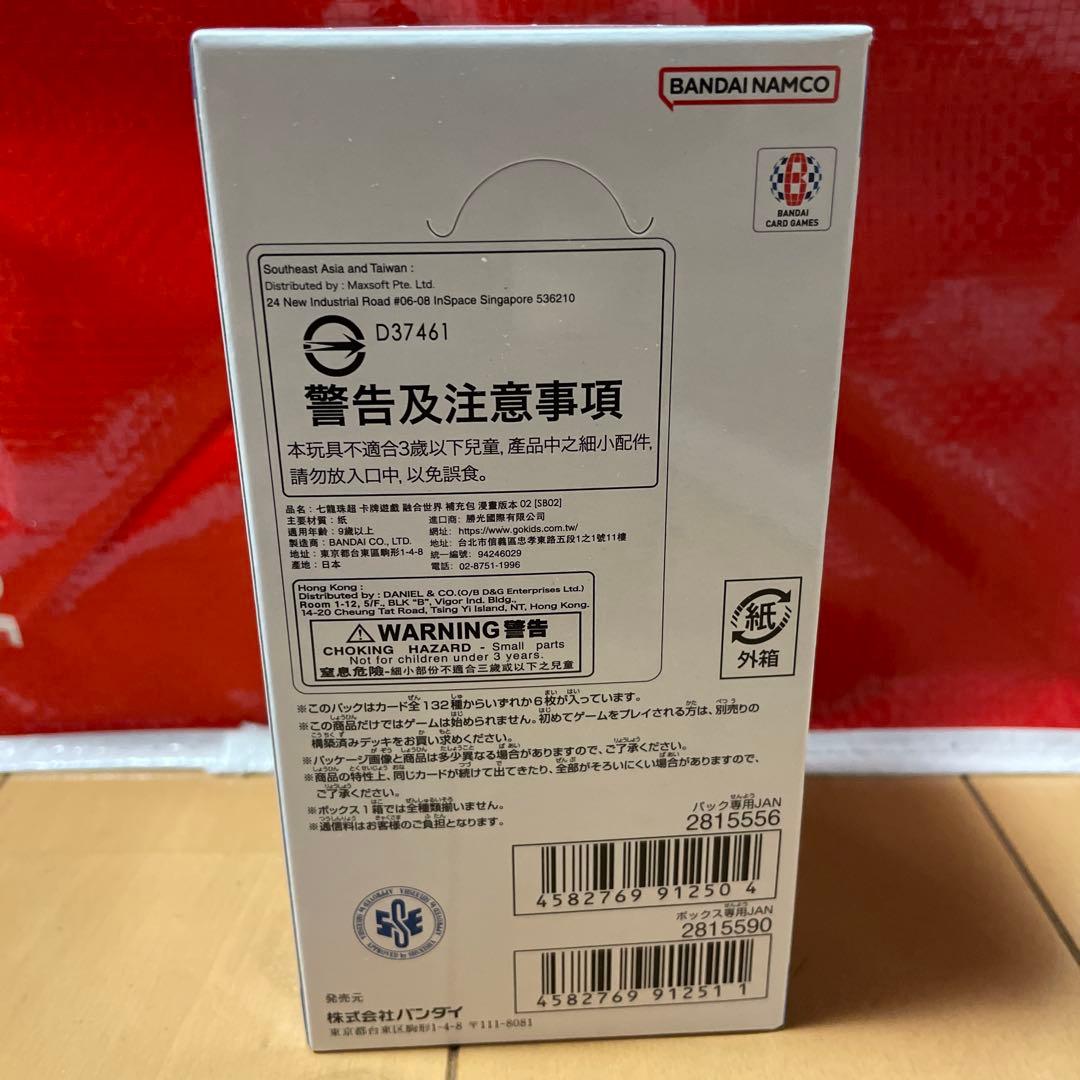 BANDAI NAMCO
B
BANDAI
CARD GAMES
Southeast Asia and Taiwan :
Distributed by : Maxsoft Pte. Ltd.
24 New Industrial Road #06-08 InSpace Singapore 536210
D37461
警告及注意事項
本玩具不適合3歲以下兒童, 產品中之細小配件,
請勿放入口中, 以免誤食。
品名：七龍珠超 卡牌遊戲 融合世界 補充包 漫畫版本 02 [SB02]
主要材質：紙 進口商：勝光國際有限公司
適用年齡：9歲以上 網址：https://www.gokids.com.tw/
製造商：BANDAI CO., LTD. 地址：台北市信義區忠孝東路五段1之1號11樓
地址：東京都台東區駒形1-4-8 統一編號：94246029
產地：日本 電話：02-8751-1996
Hong Kong :
Distributed by : DANIEL & CO.(O/B D&G Enterprises Ltd.)
Room 1-12, 5/F., BLK "B", Vigor Ind. Bldg.,
14-20 Cheung Tat Road, Tsing Yi Island, NT, Hong Kong.
WARNING 警告
CHOKING HAZARD - Small parts
Not for children under 3 years.
窒息危險-細小部份不適合三歲或以下之兒童
紙
外箱
※このパックはカード全132種からいずれか6枚が入っています。
※この商品だけではゲームは始められません。初めてゲームをプレイされる方は、別売りの
構築済みデッキをお買い求めください。
※パッケージ画像と商品は多少異なる場合がありますので、ご了承ください。
※商品の特性上、同じカードが続けて出てきたり、全部がそろいにくい場合がありますので、
ご了承ください。
※ボックス1箱では全種類揃いません。
※通信料はお客様のご負担となります。
パック専用JAN
2815556
4582769 91250 4
ボックス専用JAN
2815590
4582769 91251 1
SSE
APPROVED by SHUEISHA
発売元
株式会社バンダイ
東京都台東区駒形1-4-8 〒111-8081